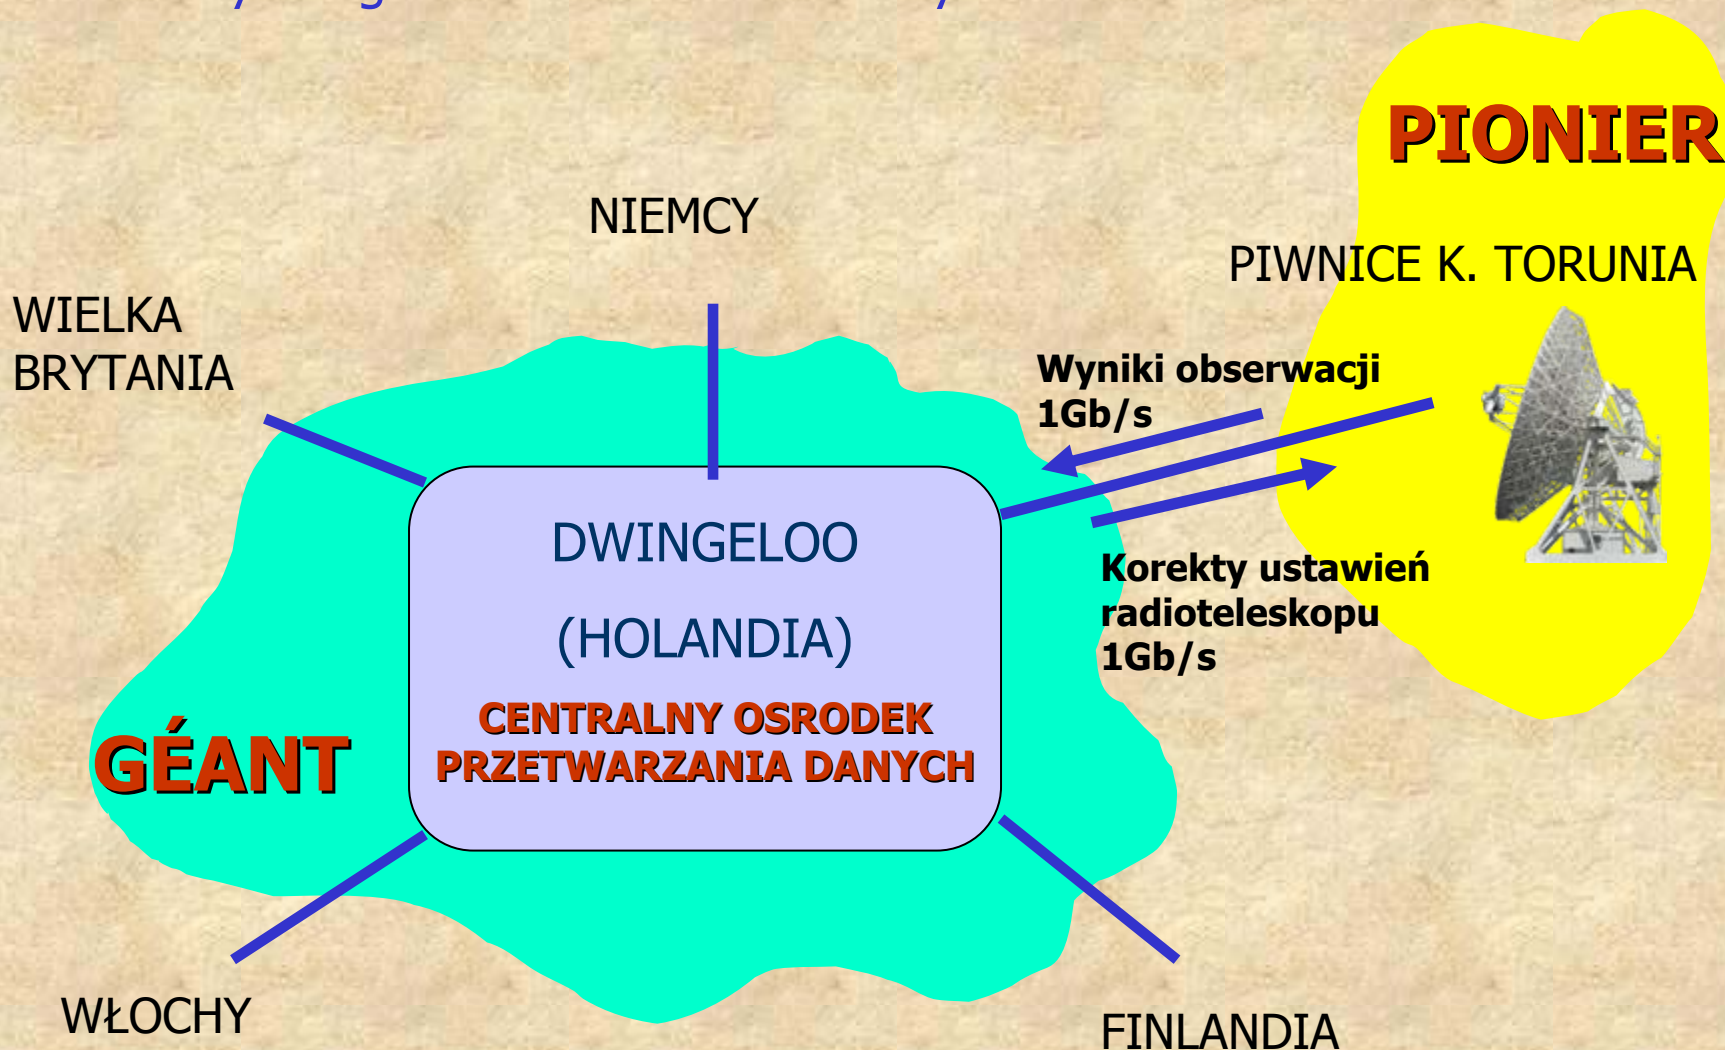 PIONIER
NIEMCY
PIWNICE K. TORUNIA
WIELKA
BRYTANIA
Wyniki obserwacji
1Gb/s
DWINGELOO
(HOLANDIA)
CENTRALNY OSRODEK
PRZETWARZANIA DANYCH
Korekty ustawień
radioteleskopu
1Gb/s
GÉANT
WŁOCHY
FINLANDIA